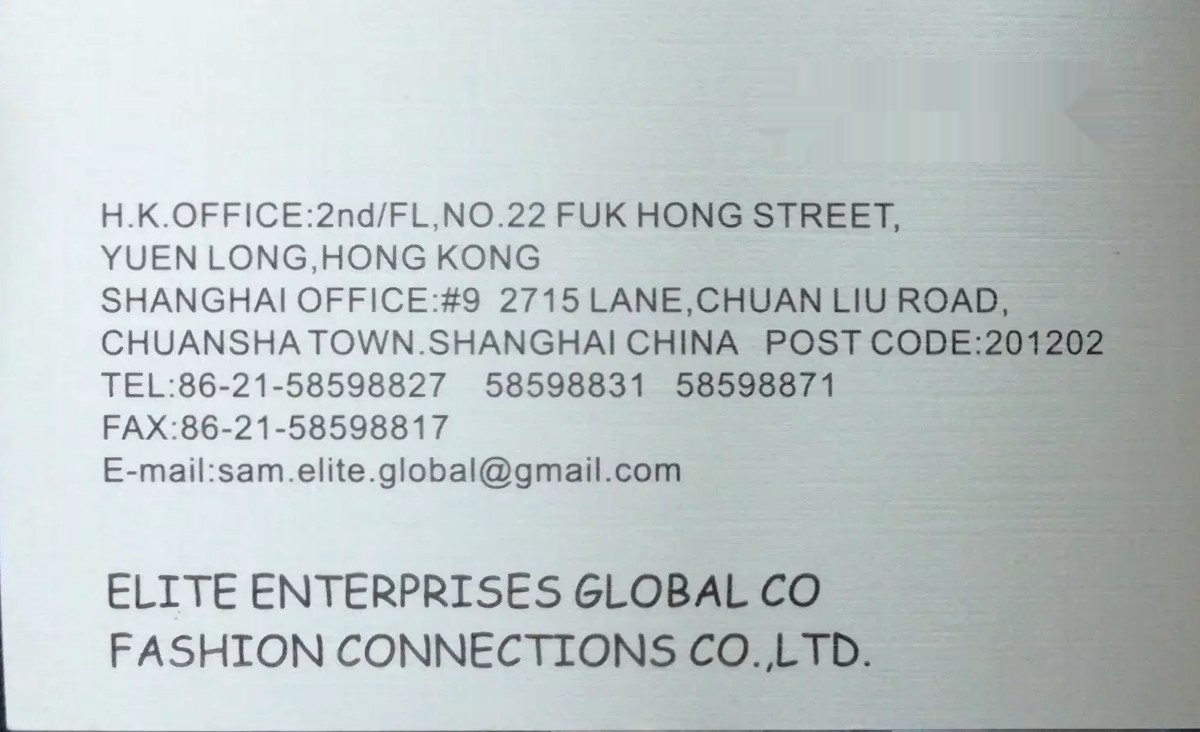 H.K.OFFICE:2nd/FL,NO.22 FUK HONG STREET,
YUEN LONG,HONG KONG
SHANGHAI OFFICE:#9 2715 LANE,CHUAN LIU ROAD,
CHUANSHA TOWN.SHANGHAI CHINA POST CODE:201202
TEL:86-21-58598827 58598831 58598871
FAX:86-21-58598817
E-mail:sam.elite.global@gmail.com
ELITE ENTERPRISES GLOBAL CO
FASHION CONNECTIONS CO.,LTD.